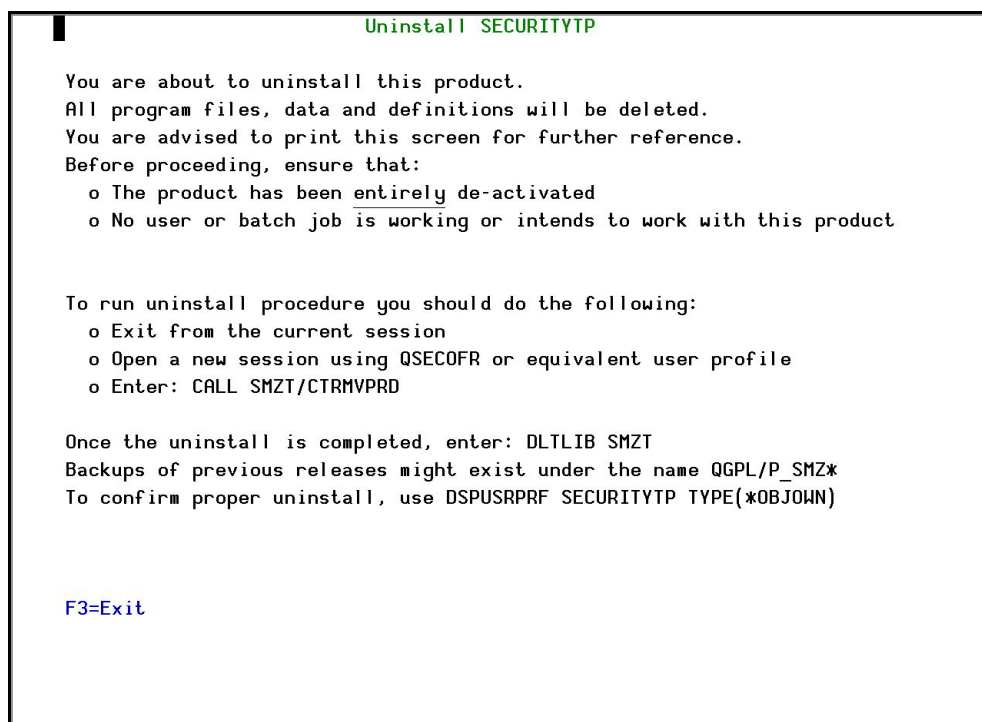 Uninstall SECURITYTP
You are about to uninstall this product.
All program files, data and definitions will be deleted.
You are advised to print this screen for further reference.
Before proceeding, ensure that:
o The product has been entirely de-activated
o No user or batch job is working or intends to work with this product
To run uninstall procedure you should do the following:
o Exit from the current session
o Open a new session using QSECOFR or equivalent user profile
o Enter: CALL SMZT/CTRMVPRD
Once the uninstall is completed, enter: DLTLIB SMZT
Backups of previous releases might exist under the name QGPL/P_SMZ*
To confirm proper uninstall, use DSPUSRPRF SECURITYTP TYPE(*OBJOWN)
F3=Exit